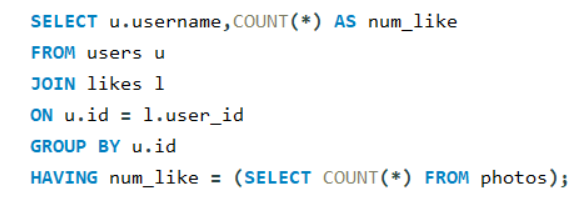 SELECT u.username,COUNT(*) AS num_like
FROM users u
JOIN likes l
ON u.id = l.user_id
GROUP BY u.id
HAVING num_like = (SELECT COUNT(*) FROM photos);